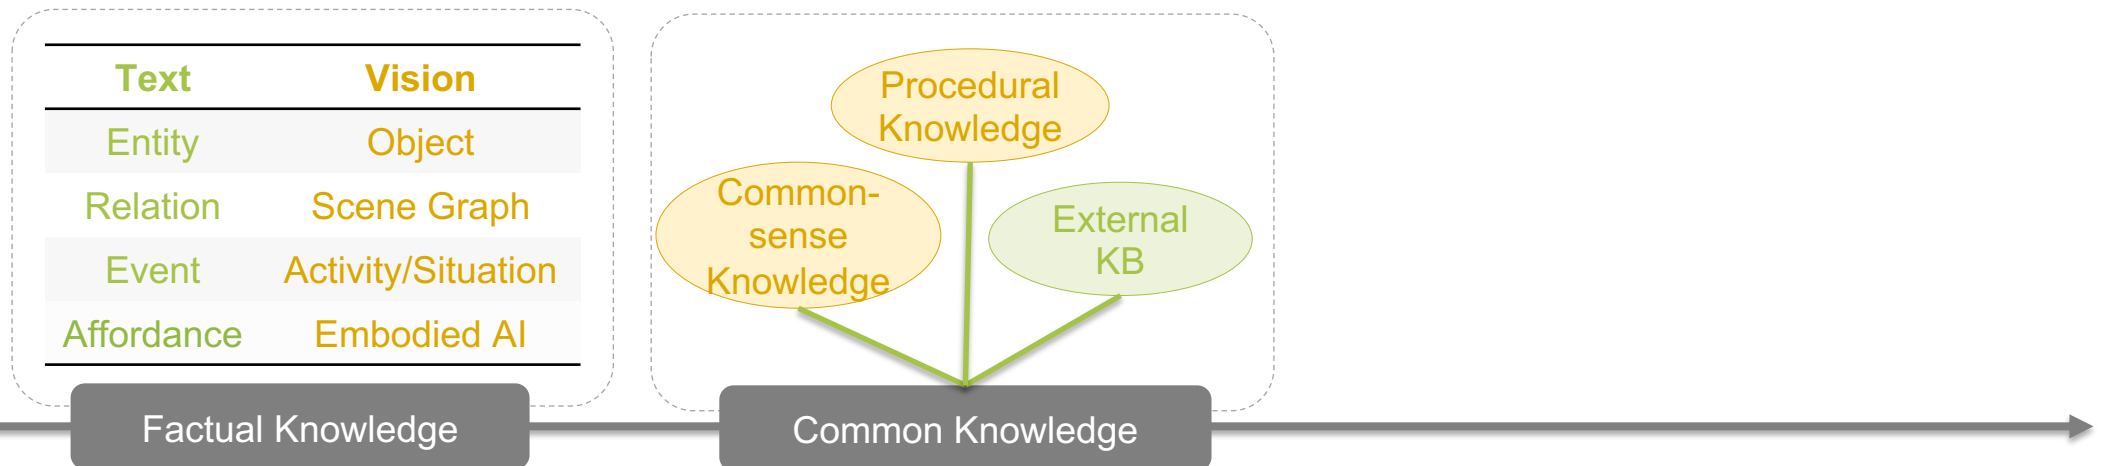 Text Vision
Entity Object
Relation Scene Graph
Event Activity/Situation
Affordance Embodied AI
Factual Knowledge
Procedural
Knowledge
Common-
sense
Knowledge
External
KB
Common Knowledge